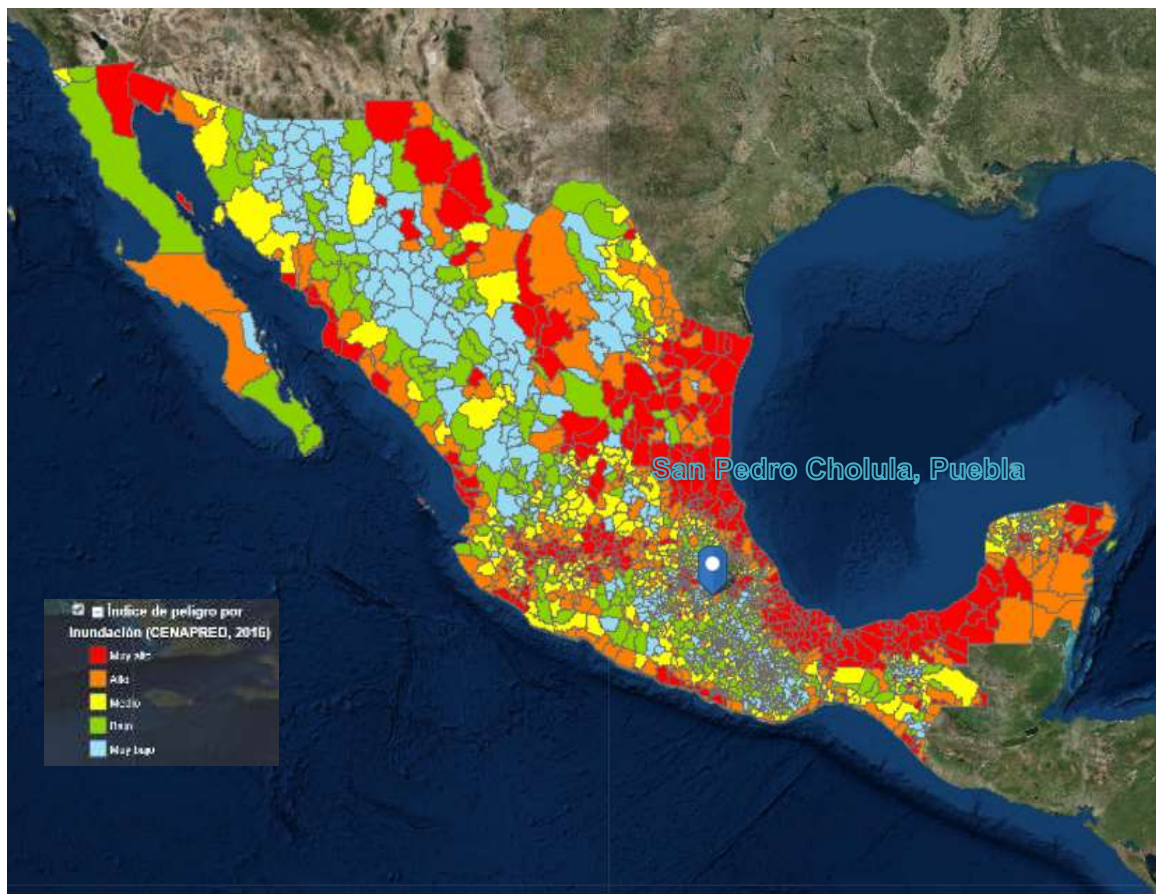 San Pedro Cholula, Puebla
Índice de peligro por
Inundación (CENAPRED, 2016)
Muy alto
Alto
Medio
Bajo
Muy bajo